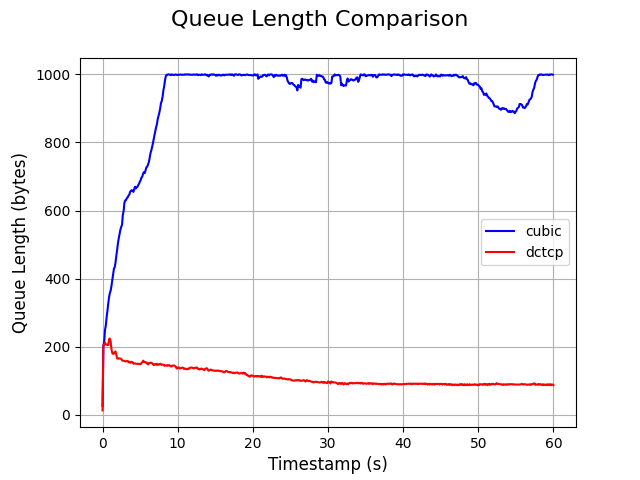 Queue Length Comparison
Queue Length (bytes)
1000
800
600
400
200
0
cubic
dctcp
0 10 20 30 40 50 60
Timestamp (s)